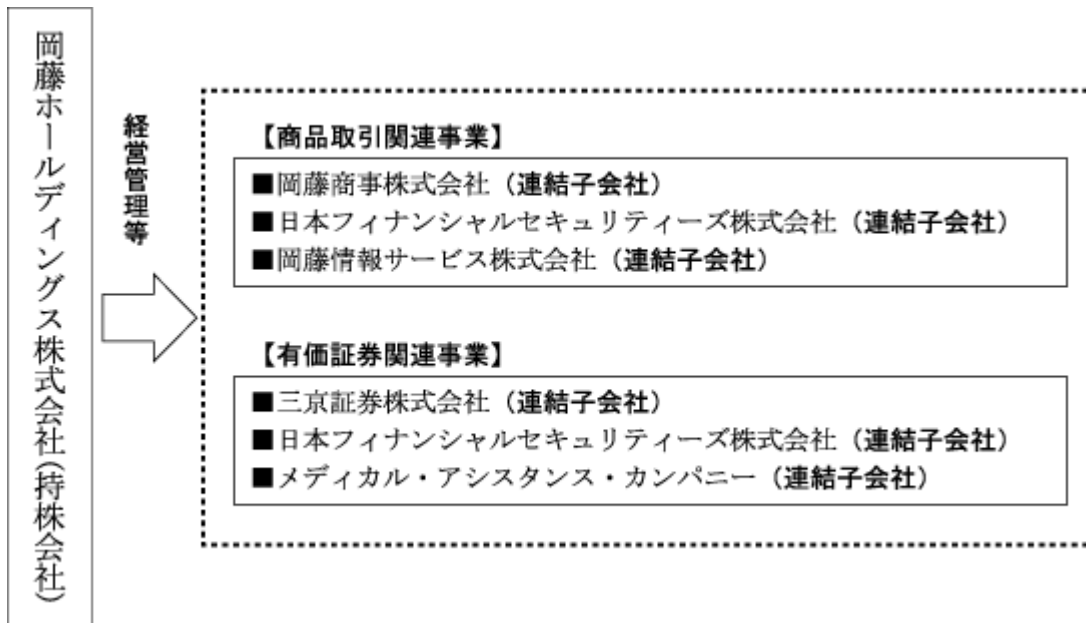 岡藤ホールディングス株式会社(持株会社)
経営管理等
【商品取引関連事業】
■岡藤商事株式会社(連結子会社)
■日本フィナンシャルセキュリティーズ株式会社(連結子会社)
■岡藤情報サービス株式会社(連結子会社)
【有価証券関連事業】
■三京証券株式会社(連結子会社)
■日本フィナンシャルセキュリティーズ株式会社(連結子会社)
■メディカル・アシスタンス・カンパニー(連結子会社)